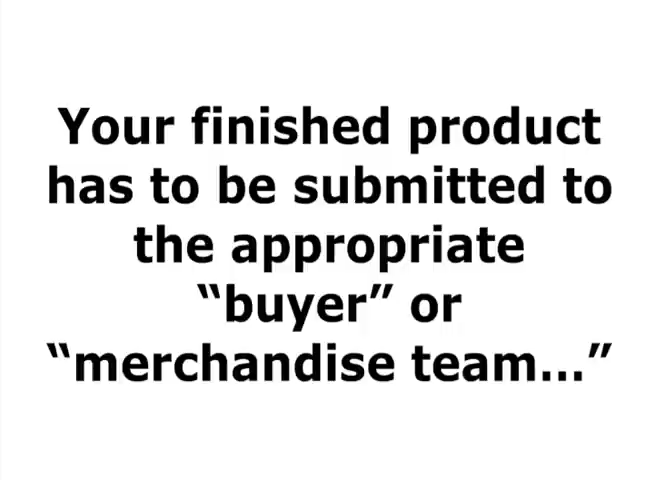 Your finished product
has to be submitted to
the appropriate
“buyer” or
“merchandise team...”